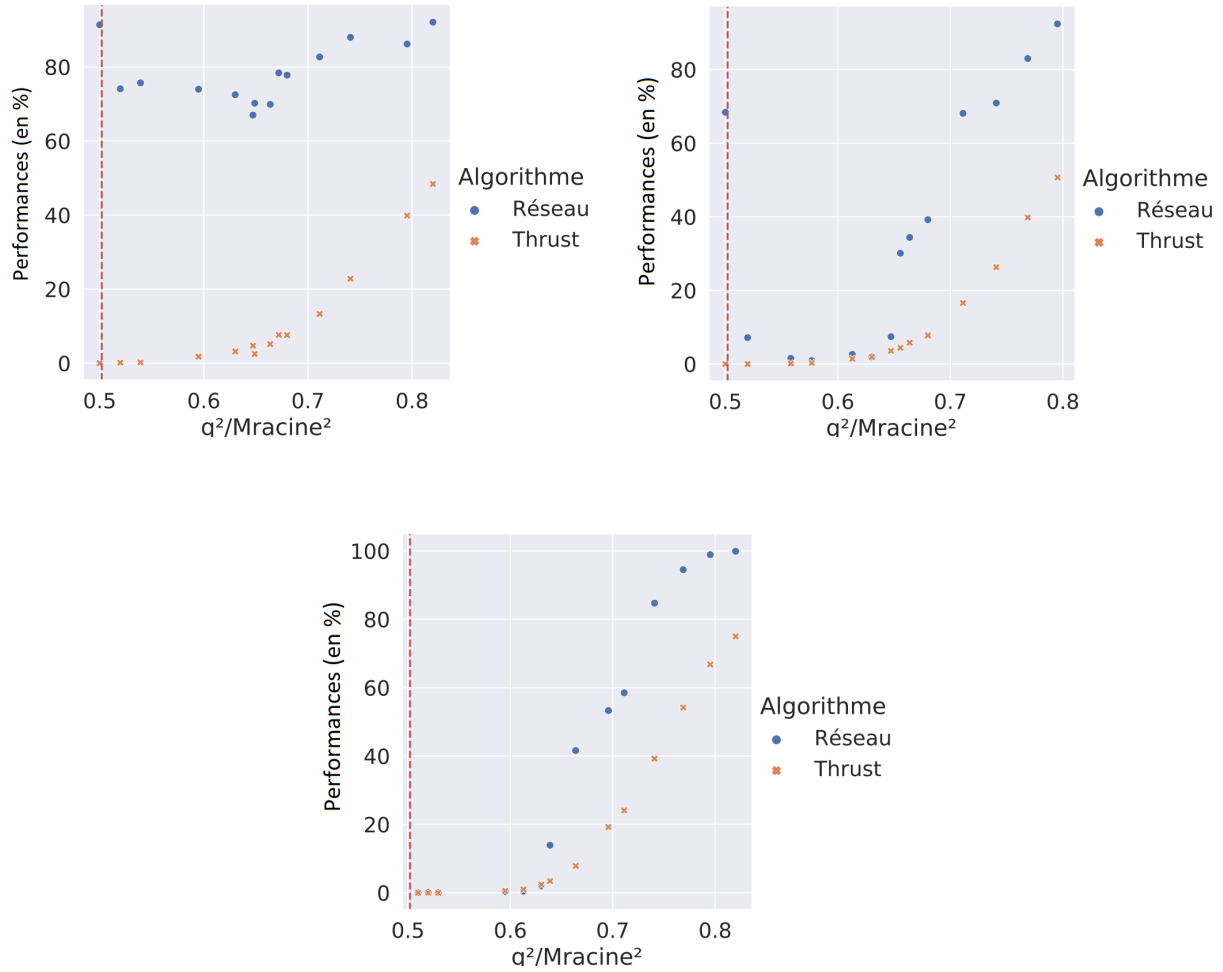 Performances (en %)
80
60
40
20
0
0.5 0.6 0.7 0.8
q²/Mracine²
Algorithme
Réseau
Thrust
Performances (en %)
80
60
40
20
0
0.5 0.6 0.7 0.8
q²/Mracine²
Algorithme
Réseau
Thrust
Performances (en %)
100
80
60
40
20
0
0.5 0.6 0.7 0.8
q²/Mracine²
Algorithme
Réseau
Thrust